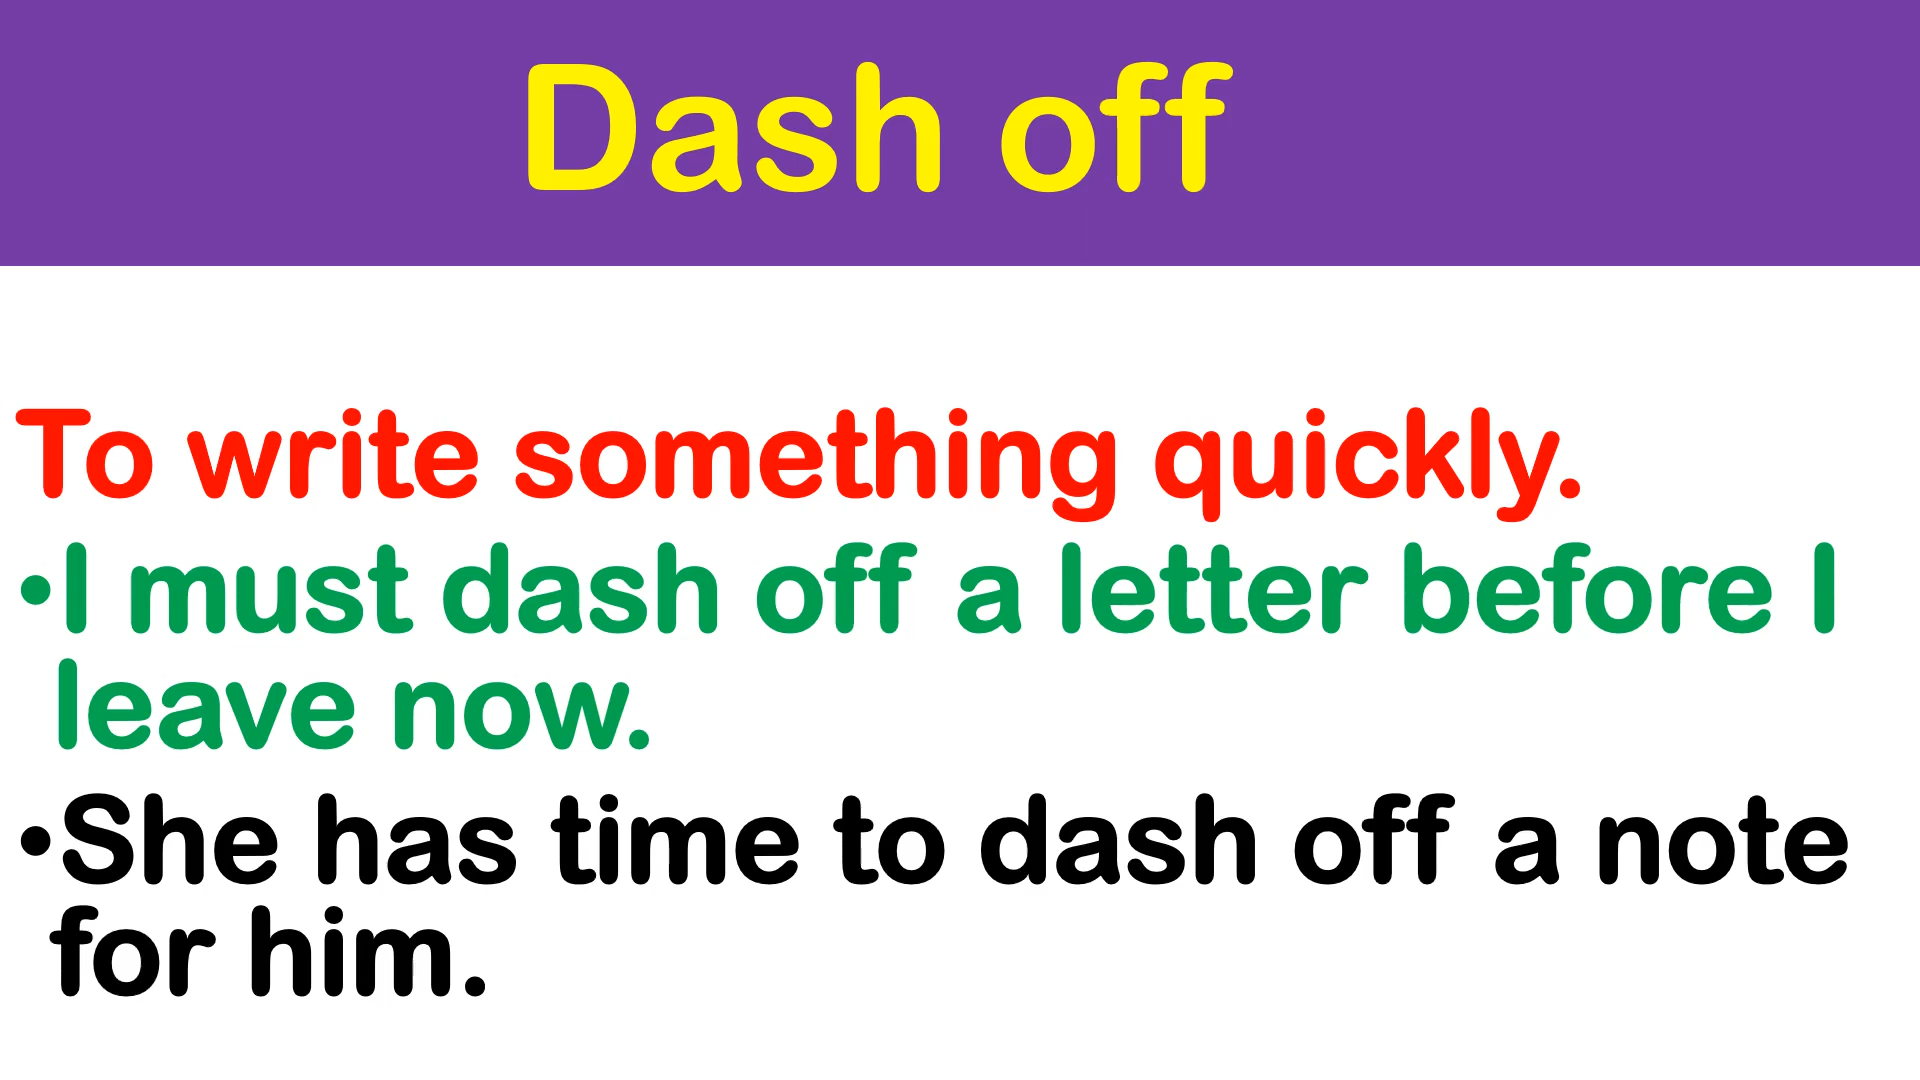 Dash off
To write something quickly.
•I must dash off a letter before I
leave now.
•She has time to dash off a note
for him.